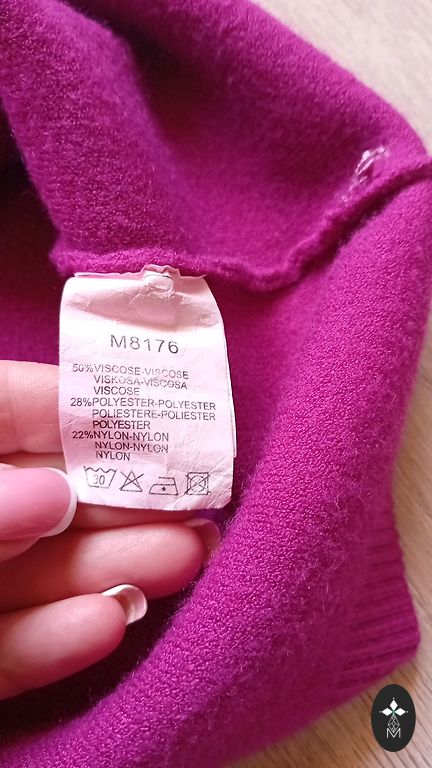 M8176
50%VISCOSE-VISCOSE
VISKOSA-VISCOSA
VISCOSE
28%POLYESTER-POLYESTER
POLIESTERE-POLIESTER
POLYESTER
22%NYLON-NYLON
NYLON-NYLON
NYLON
30
M